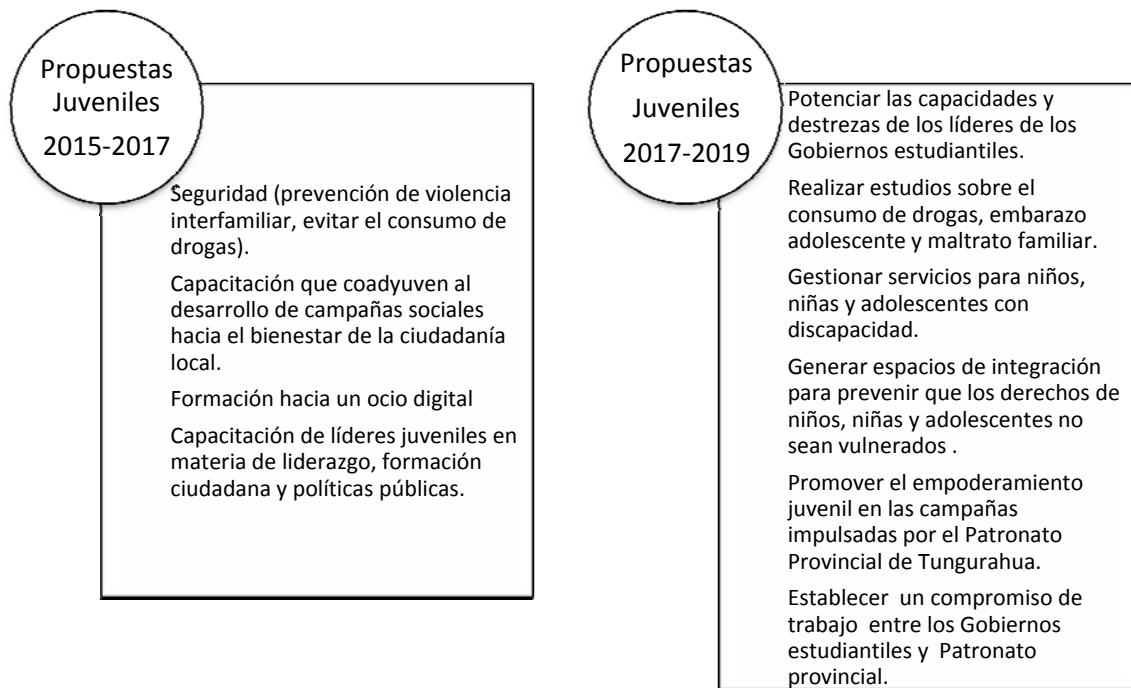 Propuestas
Juveniles
2015-2017
Seguridad (prevención de violencia
interfamiliar, evitar el consumo de
drogas).
Capacitación que coadyuven al
desarrollo de campañas sociales
hacia el bienestar de la ciudadanía
local.
Formación hacia un ocio digital
Capacitación de líderes juveniles en
materia de liderazgo, formación
ciudadana y políticas públicas.
Propuestas
Juveniles
2017-2019
Potenciar las capacidades y
destrezas de los líderes de los
Gobiernos estudiantiles.
Realizar estudios sobre el
consumo de drogas, embarazo
adolescente y maltrato familiar.
Gestionar servicios para niños,
niñas y adolescentes con
discapacidad.
Generar espacios de integración
para prevenir que los derechos de
niños, niñas y adolescentes no
sean vulnerados .
Promover el empoderamiento
juvenil en las campañas
impulsadas por el Patronato
Provincial de Tungurahua.
Establecer  un compromiso de
trabajo  entre los Gobiernos
estudiantiles y  Patronato
provincial.